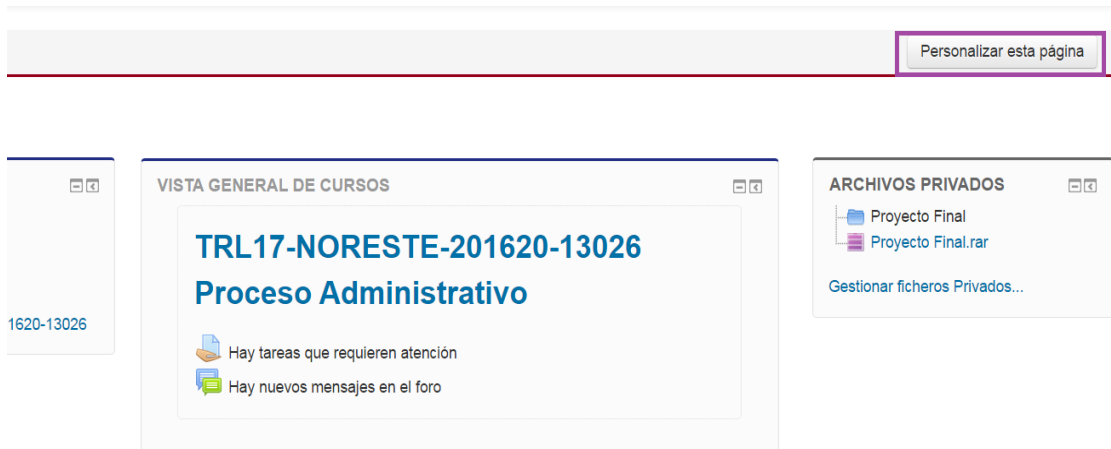 Personalizar esta página
1620-13026
VISTA GENERAL DE CURSOS
TRL17-NORESTE-201620-13026
Proceso Administrativo
Hay tareas que requieren atención
Hay nuevos mensajes en el foro
ARCHIVOS PRIVADOS
Proyecto Final
Proyecto Final.rar
Gestionar ficheros Privados...